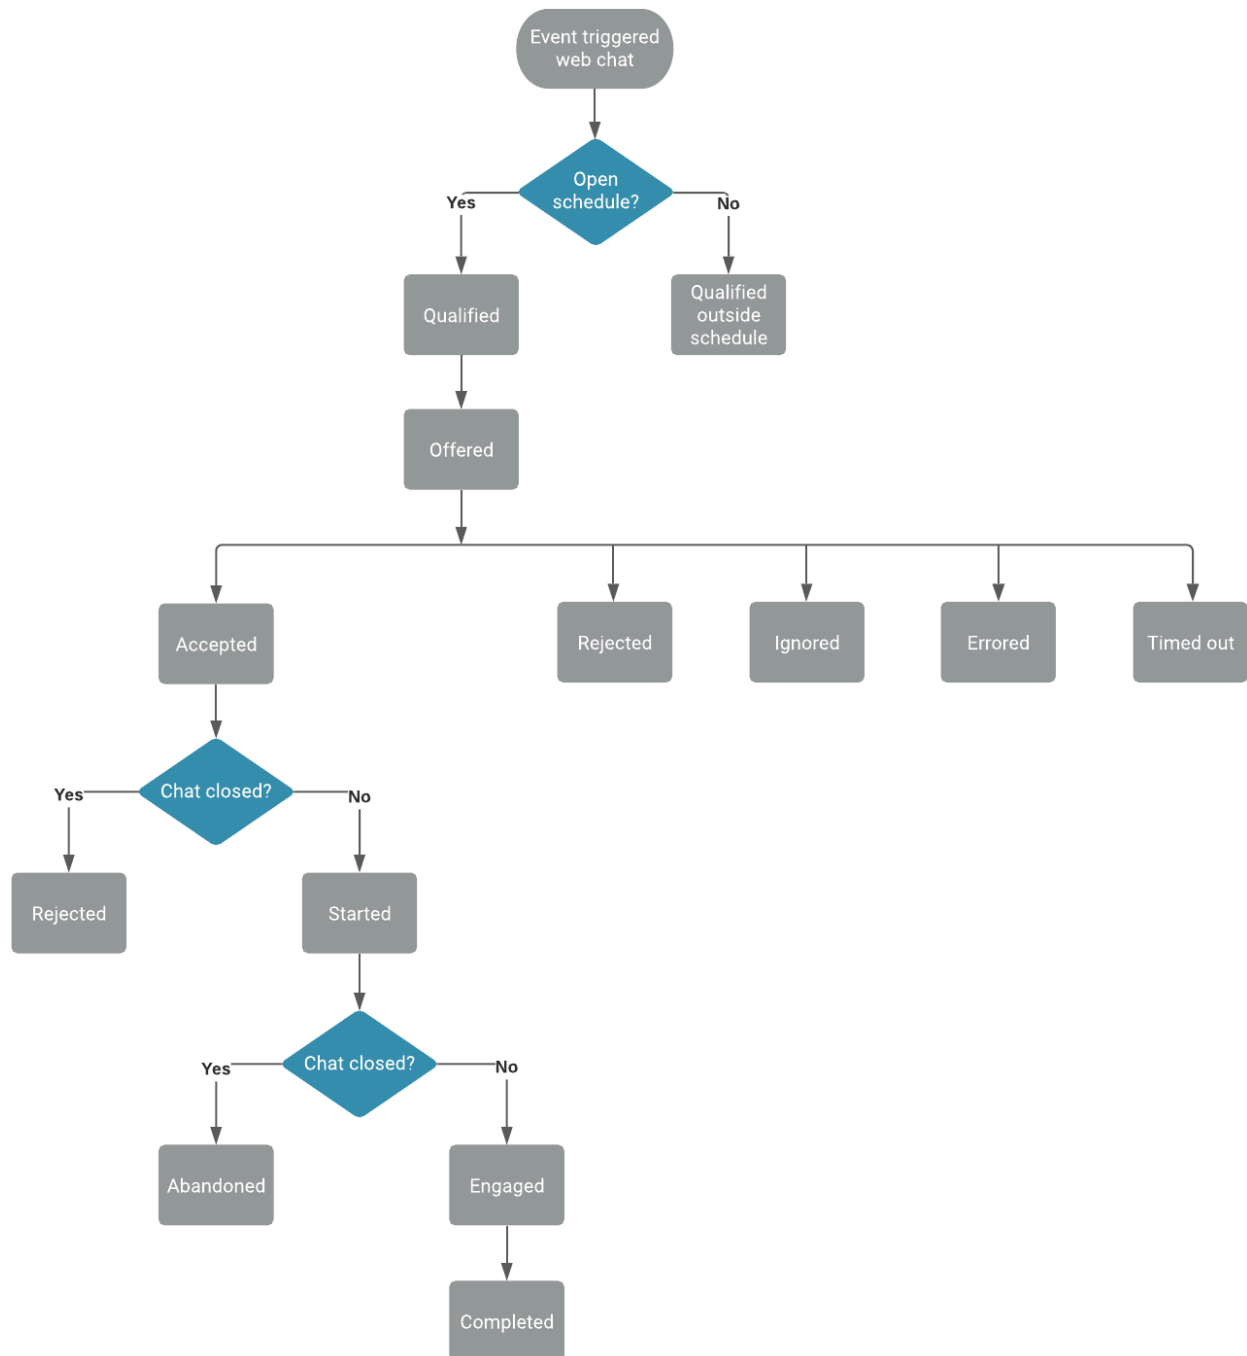 Event triggered
web chat
Open
schedule?
Yes
No
Qualified
Qualified
outside
schedule
Offered
Accepted
Rejected
Ignored
Errored
Timed out
Chat closed?
Yes
No
Rejected
Started
Chat closed?
Yes
No
Abandoned
Engaged
Completed